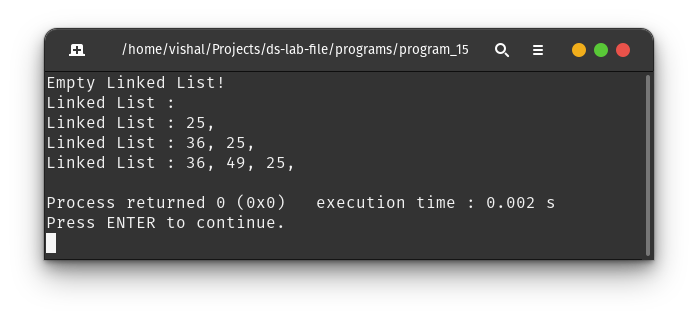 /home/vishal/Projects/ds-lab-file/programs/program_15
Empty Linked List!
Linked List :
Linked List : 25,
Linked List : 36, 25,
Linked List : 36, 49, 25,
Process returned 0 (0x0)   execution time : 0.002 s
Press ENTER to continue.